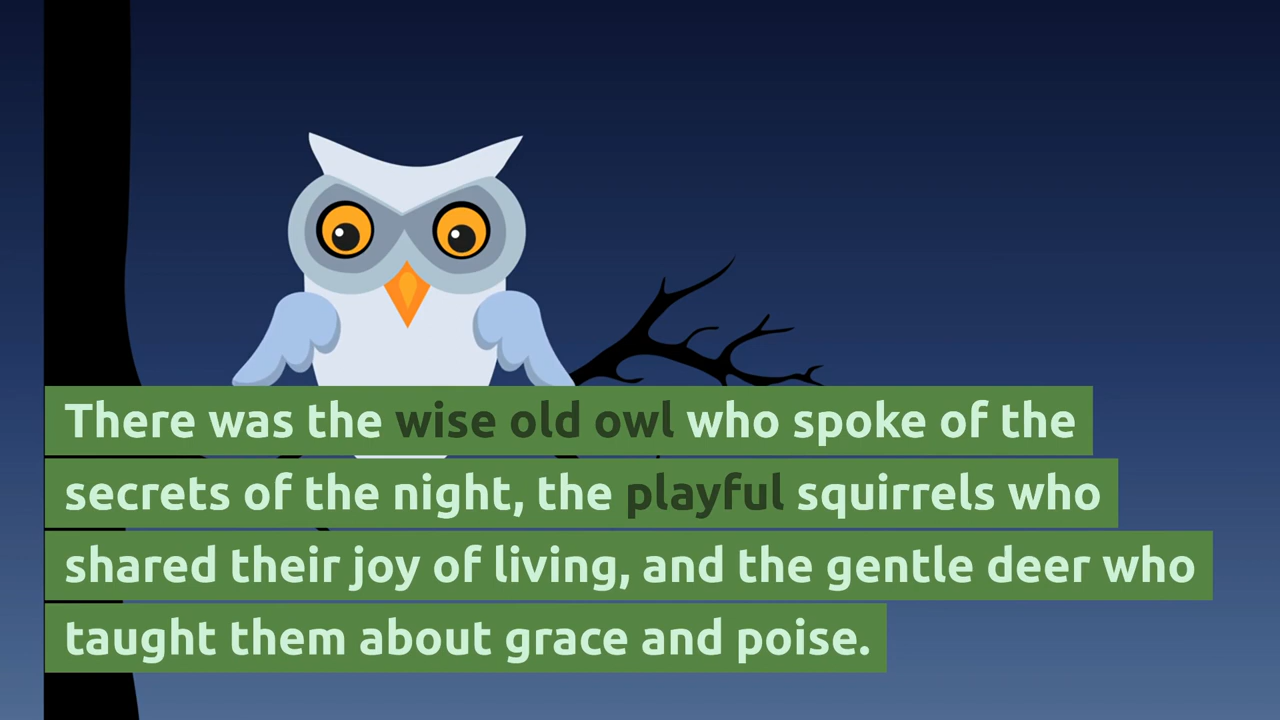 There was the wise old owl who spoke of the
secrets of the night, the playful squirrels who
shared their joy of living, and the gentle deer who
taught them about grace and poise.